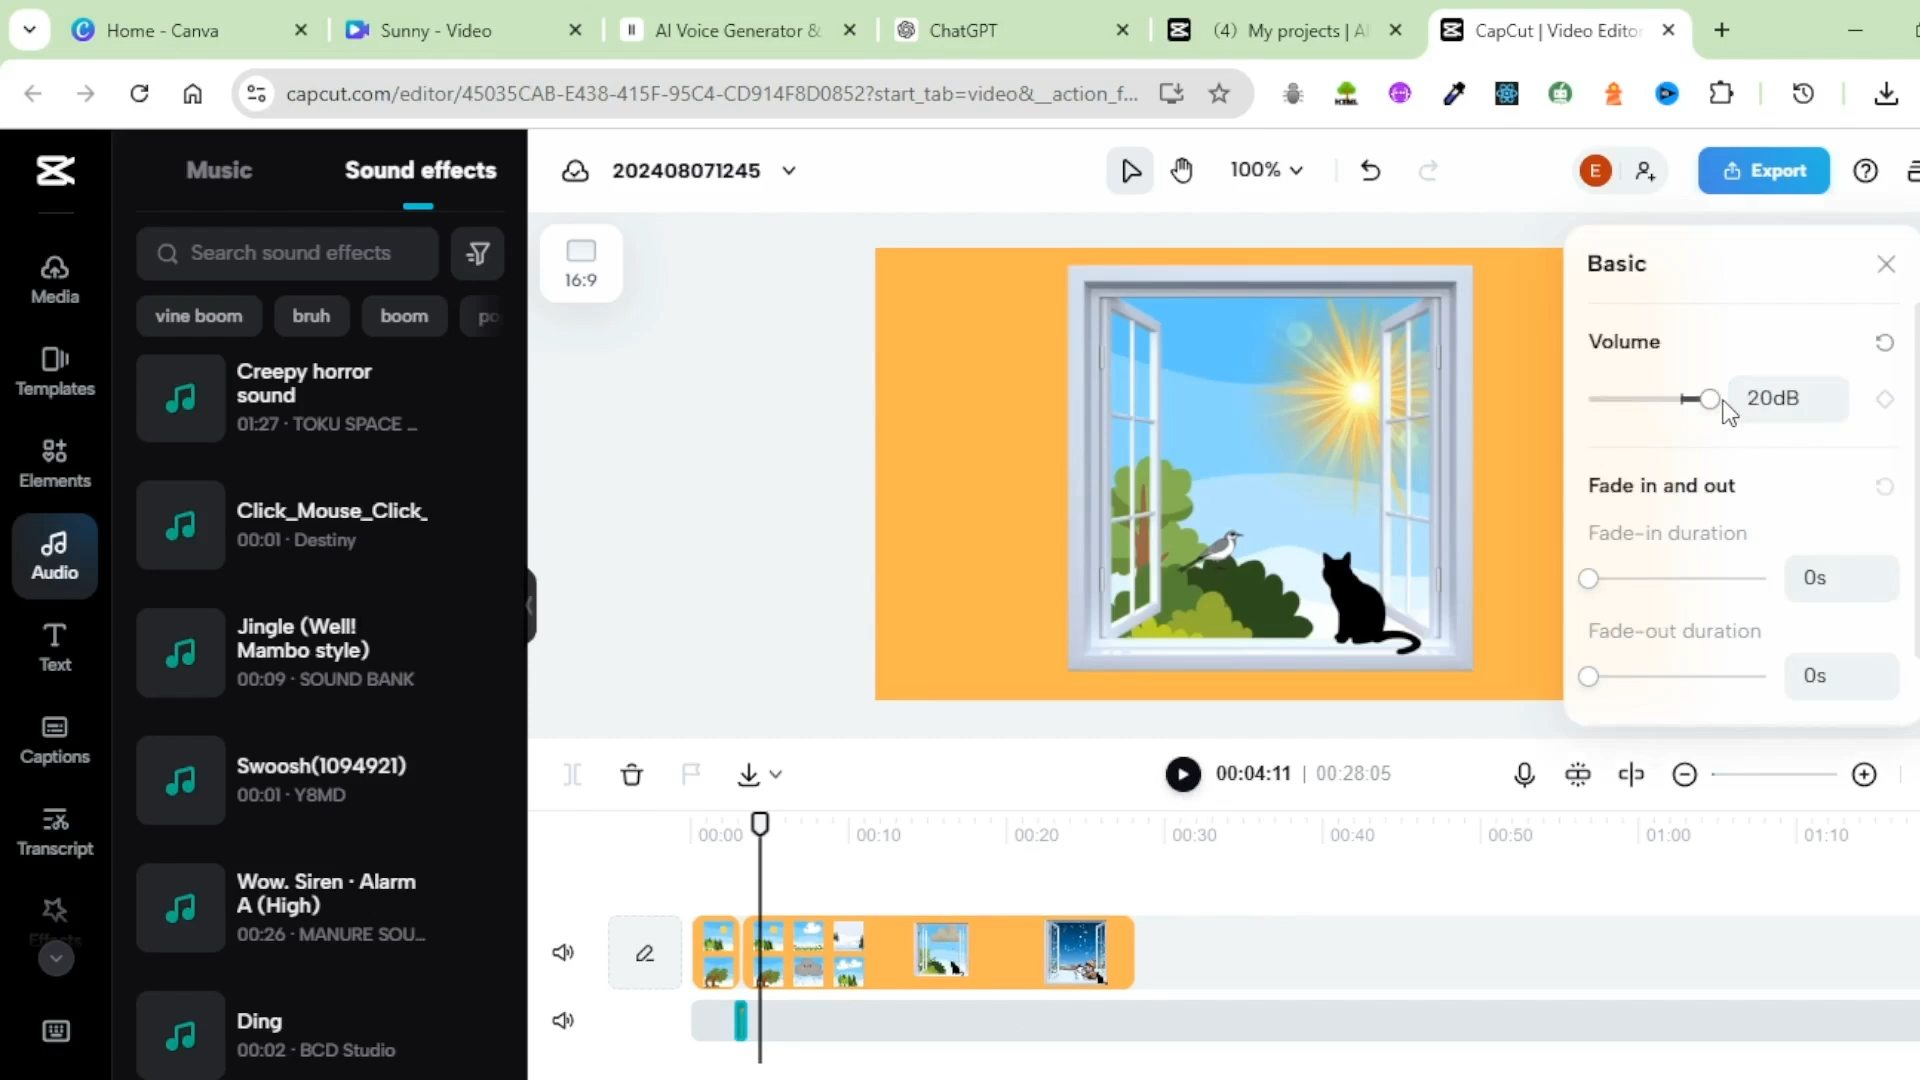 Home - Canva
Sunny - Video
AI Voice Generator &
ChatGPT
(4) My projects | AI
CapCut | Video Editor
capcut.com/editor/45035CAB-E438-415F-95C4-CD914F8D0852?start_tab=video&__action_f...
Music
Sound effects
202408071245
100%
E
Export
Search sound effects
16:9
Basic
Media
vine boom
bruh
boom
po
Volume
Templates
Creepy horror
sound
01:27 · TOKU SPACE ...
20dB
Elements
Click_Mouse_Click_
00:01 · Destiny
Fade in and out
Fade-in duration
0s
Audio
Text
Jingle (Well!
Mambo style)
00:09 · SOUND BANK
Fade-out duration
0s
Captions
Swoosh(1094921)
00:01 · Y8MD
00:04:11 | 00:28:05
Transcript
00:00
00:10
00:20
00:30
00:40
00:50
01:00
01:10
Wow. Siren · Alarm
A (High)
00:26 · MANURE SOU...
Effects
Ding
00:02 · BCD Studio